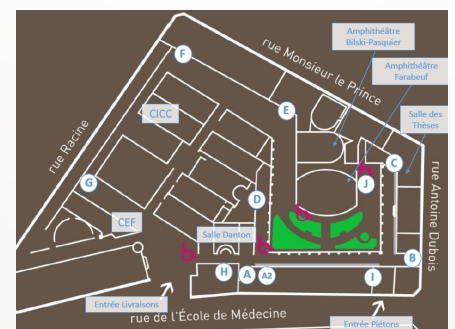 Amphithéâtre
Bilski-Pasquier
Amphithéâtre
Farabeuf
Salle des
Thèses
rue Monsieur le Prince
rue Racine
rue Antoine Dubois
F
E
CICC
C
J
G
D
CEF
Salle Danton
B
H
A
A2
I
Entrée Livraisons
Entrée Piétons
rue de l'École de Médecine